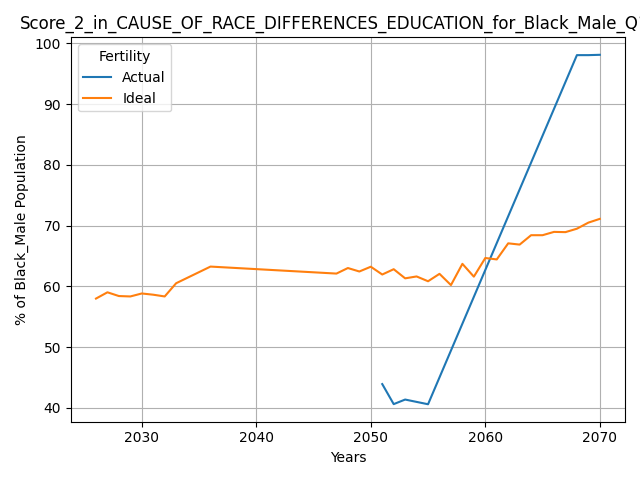 Score_2_in_CAUSE_OF_RACE_DIFFERENCES_EDUCATION_for_Black_Male_Q
100
90
80
70
60
50
40
% of Black_Male Population
Fertility
Actual
Ideal
2030 2040 2050 2060 2070
Years